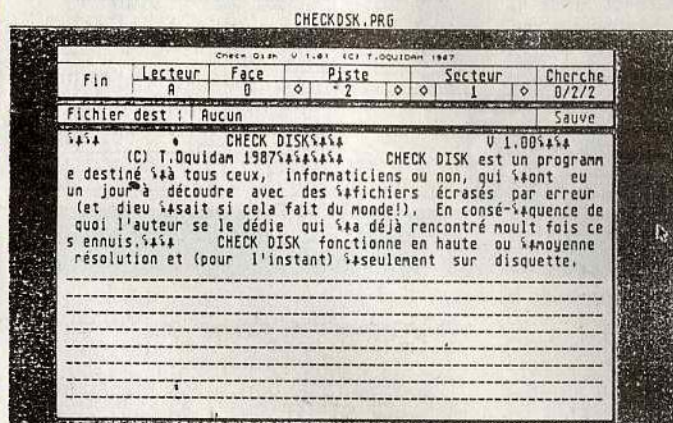 CHECKDSK.PRG
Check Disk V 1.01 (C) T.OQUIDAM 1987
Fin Lecteur Face Piste Secteur Cherche
A 0 2 1 0/2/2
Fichier dest : Aucun Sauve
CHECK DISK V 1.00
(C) T.Oquidam 1987 CHECK DISK est un programm
e destiné à tous ceux, informaticiens ou non, qui ont eu
un jour à découdre avec des fichiers écrasés par erreur
(et dieu sait si cela fait du monde!). En consé-quence de
quoi l'auteur se le dédie qui a déjà rencontré moult fois ce
s ennuis. CHECK DISK fonctionne en haute ou moyenne
résolution et (pour l'instant) seulement sur disquette.